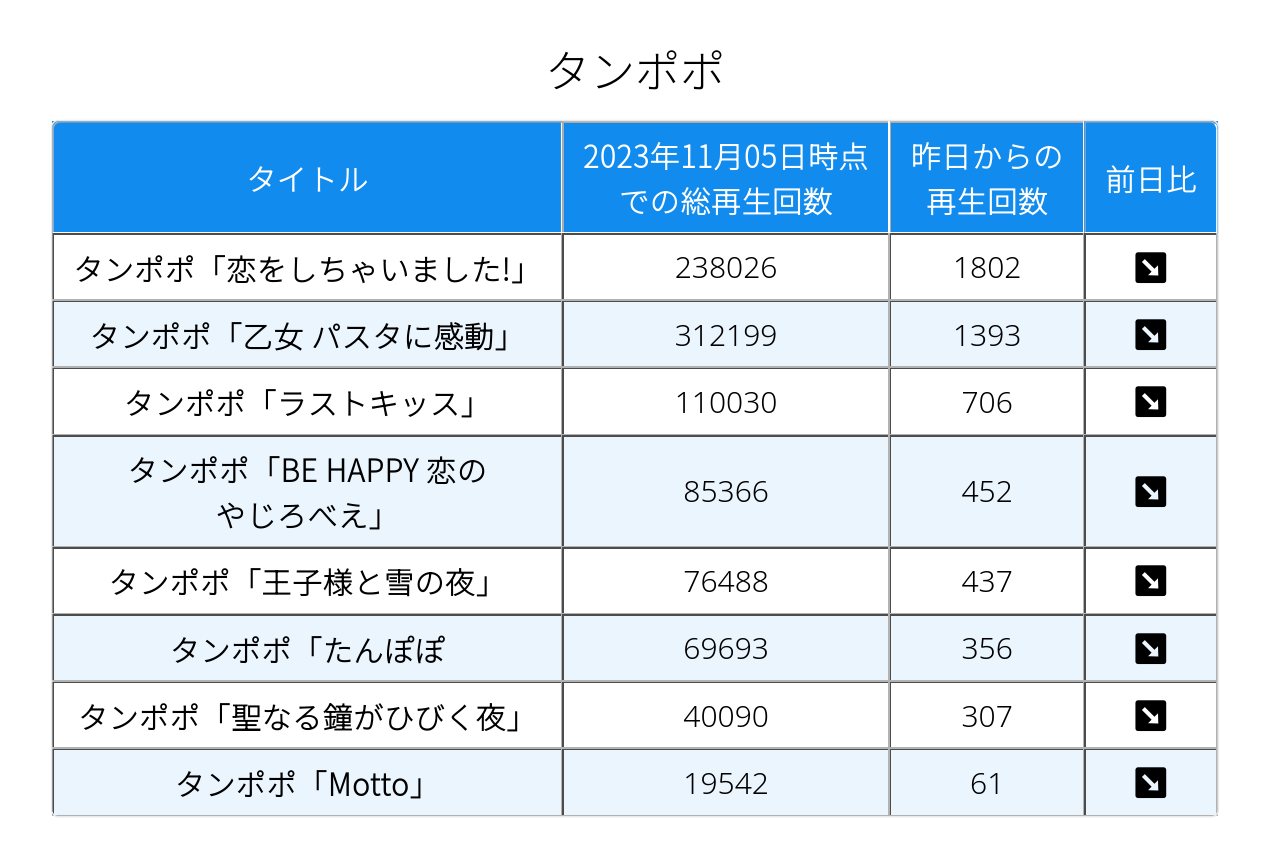 タンポポ
タイトル
2023年11月05日時点
での総再生回数
昨日からの
再生回数
前日比
タンポポ「恋をしちゃいました!」
238026
1802
タンポポ「乙女 パスタに感動」
312199
1393
タンポポ「ラストキッス」
110030
706
タンポポ「BE HAPPY 恋の
やじろべえ」
85366
452
タンポポ「王子様と雪の夜」
76488
437
タンポポ「たんぽぽ
69693
356
タンポポ「聖なる鐘がひびく夜」
40090
307
タンポポ「Motto」
19542
61